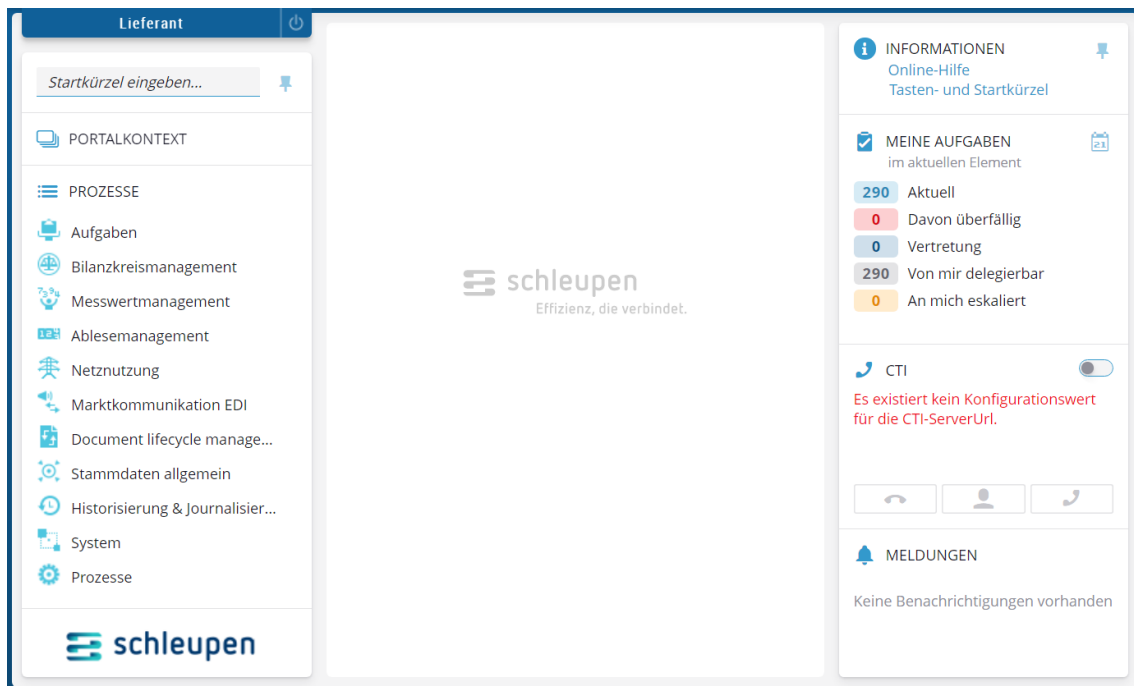 Lieferant
Startkürzel eingeben...
PORTALKONTEXT
PROZESSE
Aufgaben
Bilanzkreismanagement
Messwertmanagement
Ablesemanagement
Netznutzung
Marktkommunikation EDI
Document lifecycle manage...
Stammdaten allgemein
Historisierung & Journalisier...
System
Prozesse
schleupen
schleupen
Effizienz, die verbindet.
INFORMATIONEN
Online-Hilfe
Tasten- und Startkürzel
MEINE AUFGABEN
21
im aktuellen Element
290 Aktuell
0 Davon überfällig
0 Vertretung
290 Von mir delegierbar
0 An mich eskaliert
CTI
Es existiert kein Konfigurationswert
für die CTI-ServerUrl.
MELDUNGEN
Keine Benachrichtigungen vorhanden